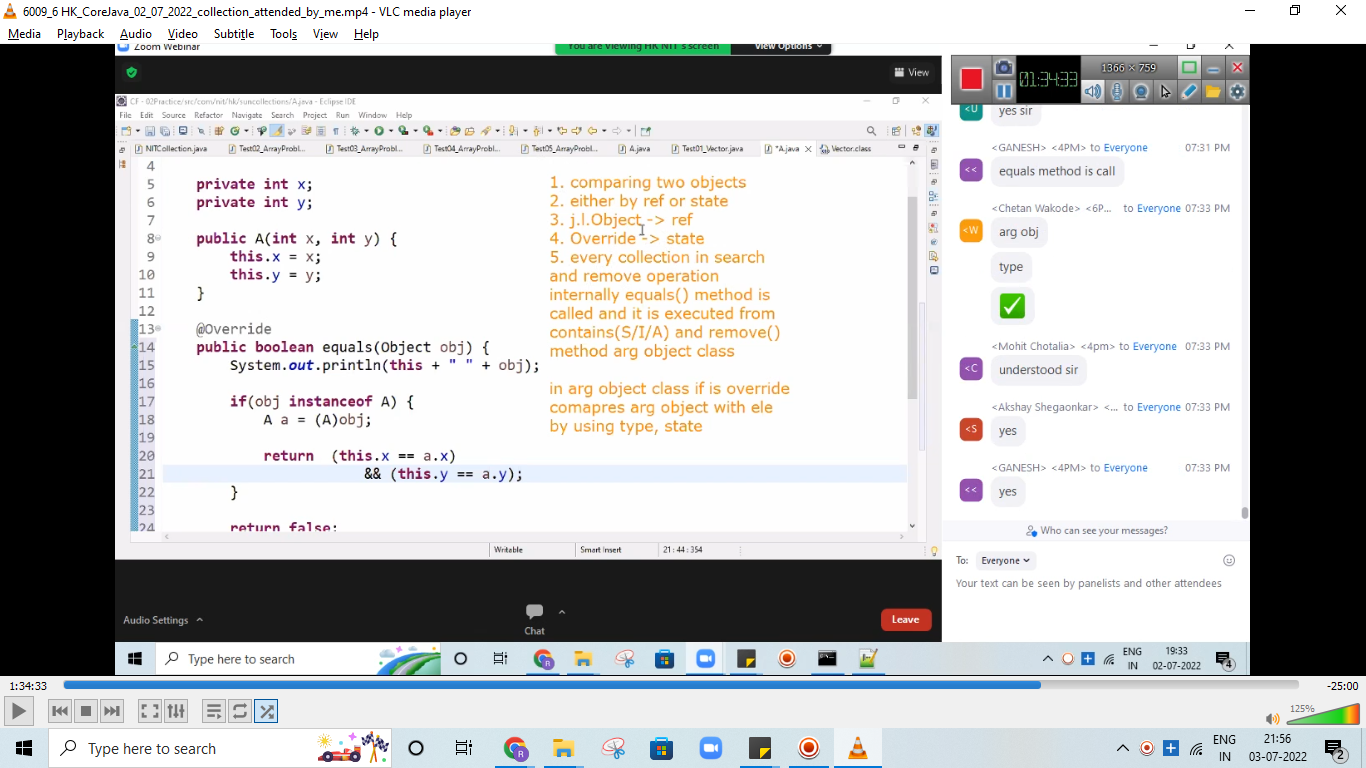 6009_6 HK_CoreJava_02_07_2022_collection_attended_by_me.mp4 - VLC media player
Media Playback Audio Video Subtitle Tools View Help
Zoom Webinar
You are viewing HK NIT's screen View Options
View
01:34:33
1366 × 759
CF - 02Practice/src/com/nit/hk/suncollections/A.java - Eclipse IDE
File Edit Source Refactor Navigate Search Project Run Window Help
NITCollection.java Test02_ArrayProbl... Test03_ArrayProbl... Test04_ArrayProbl... Test05_ArrayProbl... A.java Test01_Vector.java *A.java Vector.class
4
5 private int x;
6 private int y;
7
8 public A(int x, int y) {
9 this.x = x;
10 this.y = y;
11 }
12
13 @Override
14 public boolean equals(Object obj) {
15 System.out.println(this + " " + obj);
16
17 if(obj instanceof A) {
18 A a = (A)obj;
19
20 return (this.x == a.x)
21 && (this.y == a.y);
22 }
23
24 return false;
1. comparing two objects
2. either by ref or state
3. j.l.Object -> ref
4. Override -> state
5. every collection in search
and remove operation
internally equals() method is
called and it is executed from
contains(S/I/A) and remove()
method arg object class
in arg object class if is override
comapres arg object with ele
by using type, state
Writable Smart Insert 21 : 44 : 354
<U yes sir
<GANESH> <4PM> to Everyone 07:31 PM
<< equals method is call
<Chetan Wakode> <6P... to Everyone 07:33 PM
<W arg obj
type
<Mohit Chotalia> <4pm> to Everyone 07:33 PM
<C understood sir
<Akshay Shegaonkar> <... to Everyone 07:33 PM
<S yes
<GANESH> <4PM> to Everyone 07:33 PM
<< yes
Who can see your messages?
To: Everyone
Your text can be seen by panelists and other attendees
Audio Settings Chat Leave
Type here to search
ENG
IN
19:33
02-07-2022
4
1:34:33 -25:00
125%
Type here to search
ENG
IN
21:56
03-07-2022
2